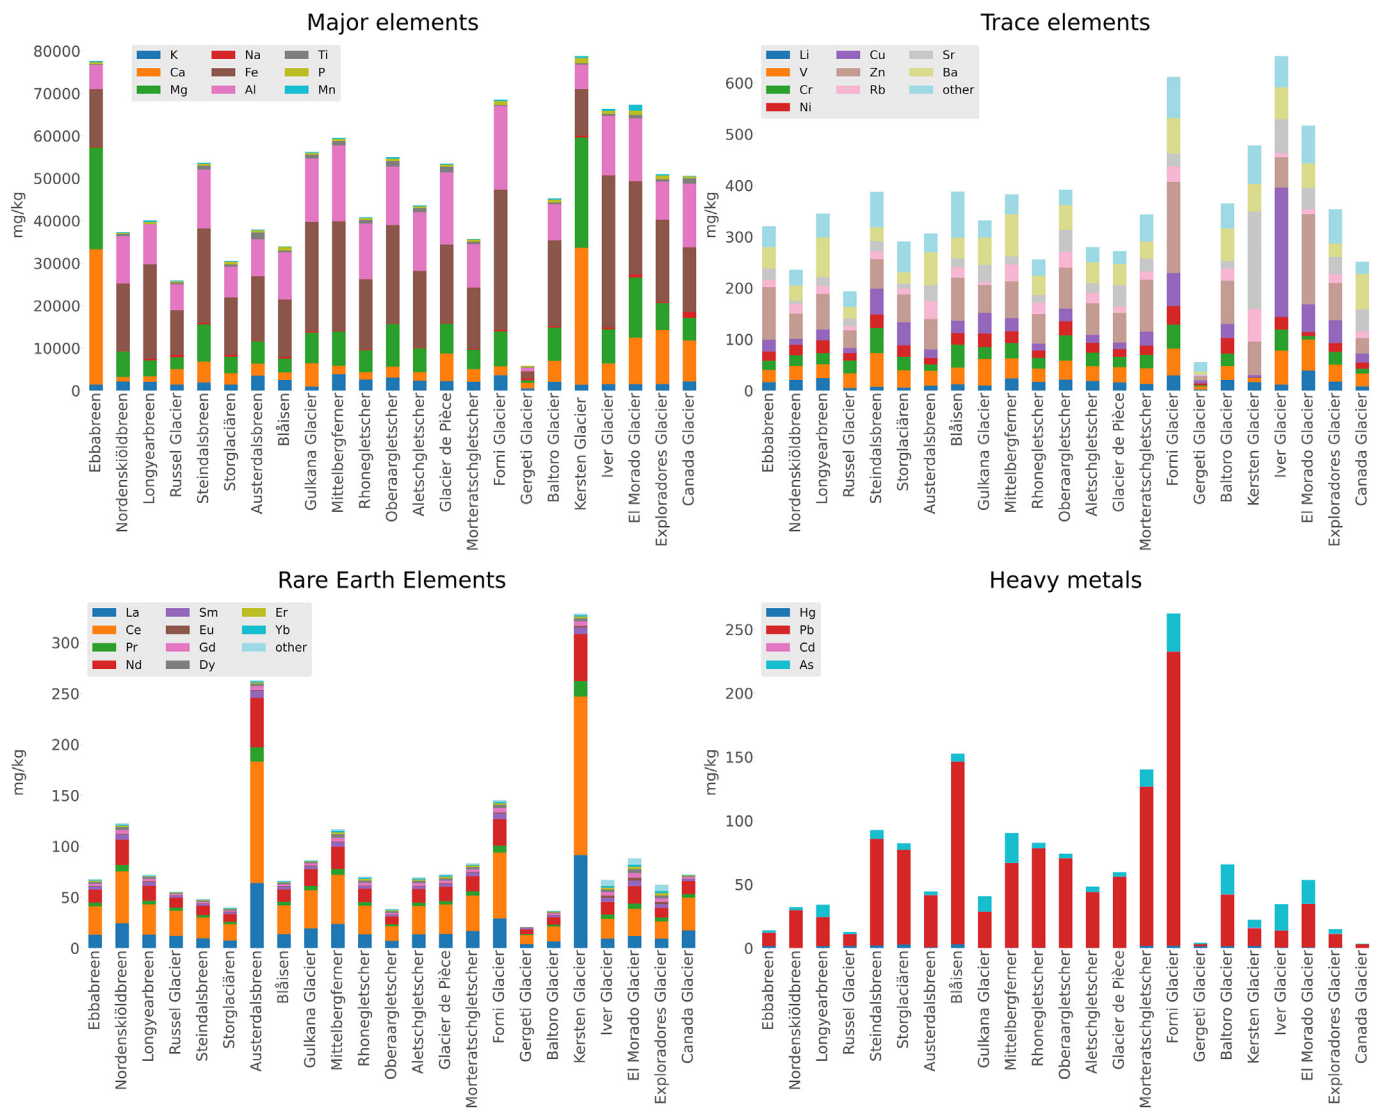 Major elements
mg/kg
80000
70000
60000
50000
40000
30000
20000
10000
0
K
Ca
Mg
Na
Fe
Al
Ti
P
Mn
Ebbabreen
Nordenskiöldbreen
Longyearbreen
Russel Glacier
Steindalsbreen
Storglaciären
Austerdalsbreen
Blåisen
Gulkana Glacier
Mittelbergferner
Rhonegletscher
Oberaargletscher
Aletschgletscher
Glacier de Pièce
Morteratschgletscher
Forni Glacier
Gergeti Glacier
Baltoro Glacier
Kersten Glacier
Iver Glacier
El Morado Glacier
Exploradores Glacier
Canada Glacier
Trace elements
mg/kg
600
500
400
300
200
100
0
Li
V
Cr
Ni
Cu
Zn
Rb
Sr
Ba
other
Ebbabreen
Nordenskiöldbreen
Longyearbreen
Russel Glacier
Steindalsbreen
Storglaciären
Austerdalsbreen
Blåisen
Gulkana Glacier
Mittelbergferner
Rhonegletscher
Oberaargletscher
Aletschgletscher
Glacier de Pièce
Morteratschgletscher
Forni Glacier
Gergeti Glacier
Baltoro Glacier
Kersten Glacier
Iver Glacier
El Morado Glacier
Exploradores Glacier
Canada Glacier
Rare Earth Elements
mg/kg
300
250
200
150
100
50
0
La
Ce
Pr
Nd
Sm
Eu
Gd
Dy
Er
Yb
other
Ebbabreen
Nordenskiöldbreen
Longyearbreen
Russel Glacier
Steindalsbreen
Storglaciären
Austerdalsbreen
Blåisen
Gulkana Glacier
Mittelbergferner
Rhonegletscher
Oberaargletscher
Aletschgletscher
Glacier de Pièce
Morteratschgletscher
Forni Glacier
Gergeti Glacier
Baltoro Glacier
Kersten Glacier
Iver Glacier
El Morado Glacier
Exploradores Glacier
Canada Glacier
Heavy metals
mg/kg
250
200
150
100
50
0
Hg
Pb
Cd
As
Ebbabreen
Nordenskiöldbreen
Longyearbreen
Russel Glacier
Steindalsbreen
Storglaciären
Austerdalsbreen
Blåisen
Gulkana Glacier
Mittelbergferner
Rhonegletscher
Oberaargletscher
Aletschgletscher
Glacier de Pièce
Morteratschgletscher
Forni Glacier
Gergeti Glacier
Baltoro Glacier
Kersten Glacier
Iver Glacier
El Morado Glacier
Exploradores Glacier
Canada Glacier